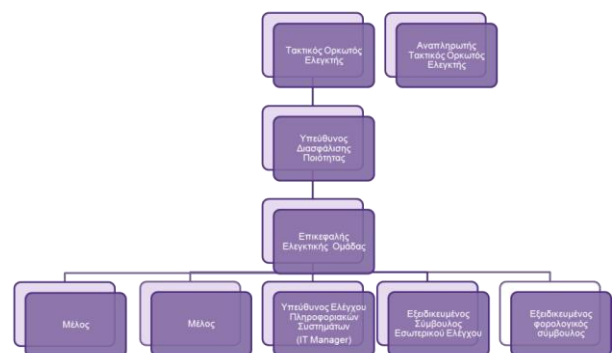 Τακτικός Ορκωτός
Ελεγκτής
Αναπληρωτής
Τακτικός Ορκωτός
Ελεγκτής
Υπεύθυνος
Διασφάλισης
Ποιότητας
Επικεφαλής
Ελεγκτικής Ομάδας
Μέλος
Μέλος
Υπεύθυνος Ελέγχου
Πληροφοριακών
Συστημάτων
(IT Manager)
Εξειδικευμένος
Σύμβουλος
Εσωτερικού Ελέγχου
Εξειδικευμένος
φορολογικός
σύμβουλος